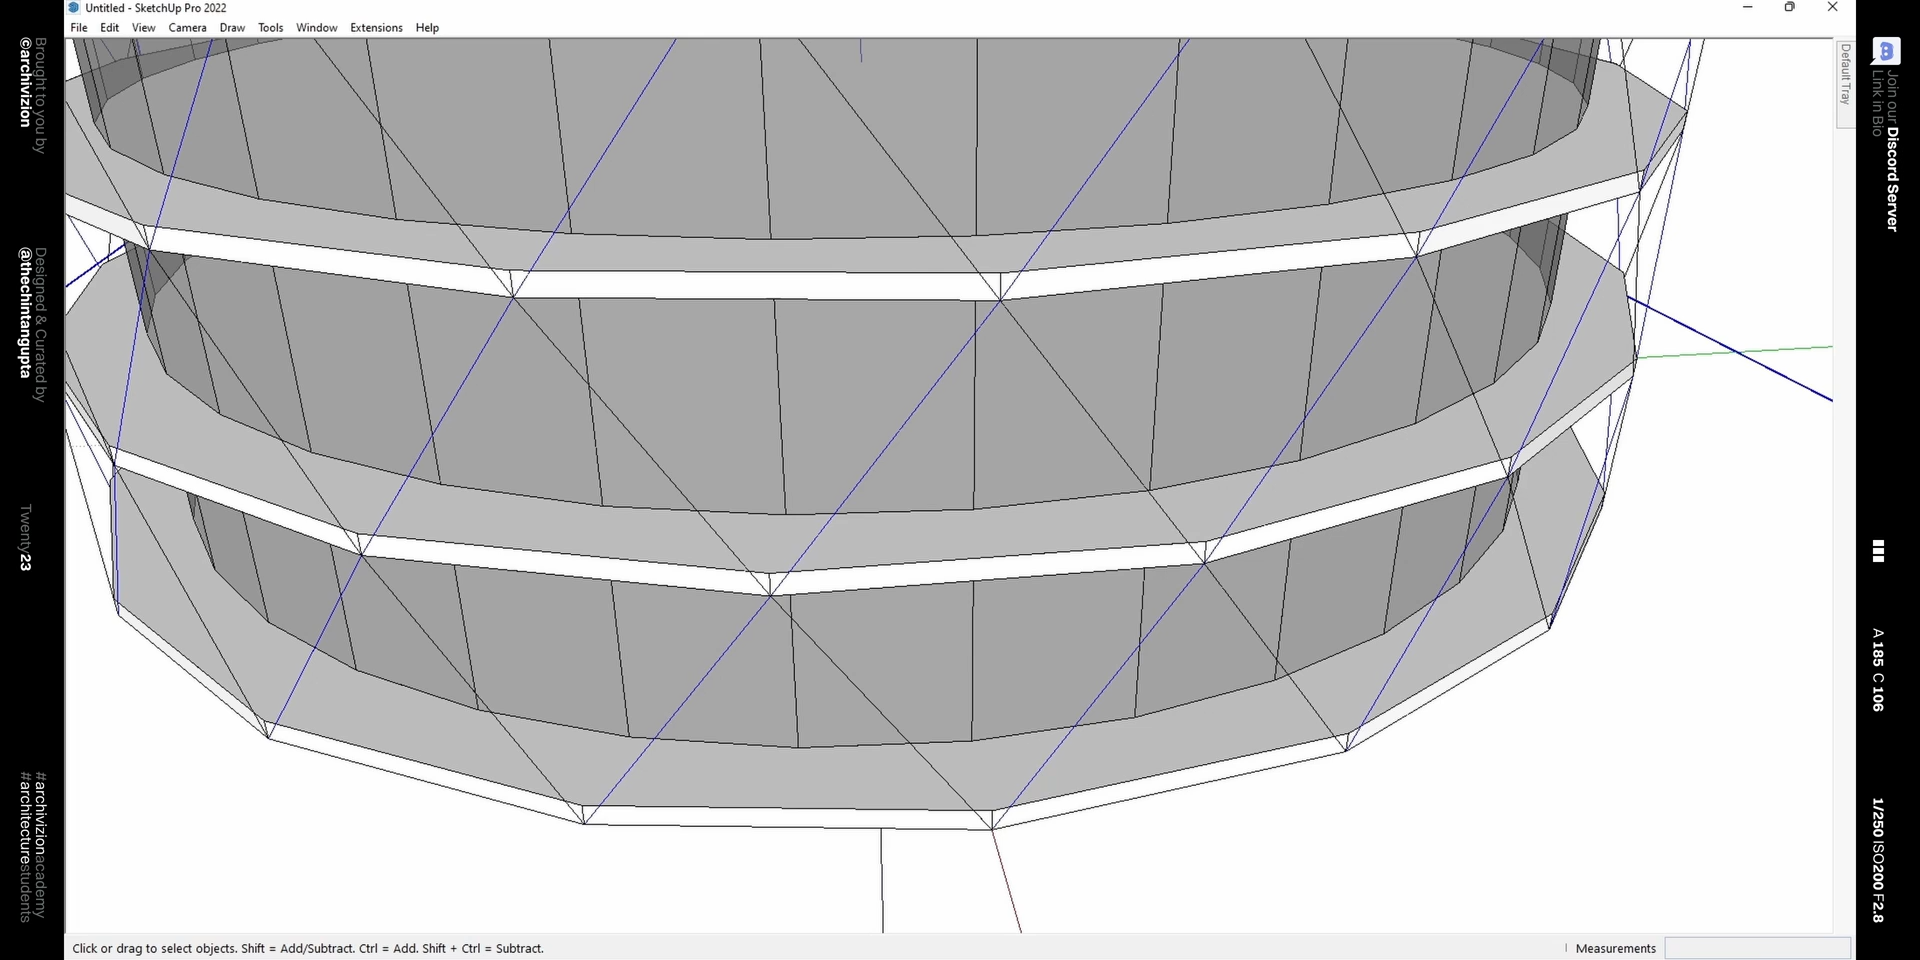 Untitled - SketchUp Pro 2022
File Edit View Camera Draw Tools Window Extensions Help
Default Tray
Click or drag to select objects. Shift = Add/Subtract. Ctrl = Add. Shift + Ctrl = Subtract.
Measurements
Brought to you by
@archivizion
Designed & Curated by
@thechintangupta
Twenty23
#archivizionacademy
#architecturestudents
Join our Discord Server
Link in Bio
A 185 C 106
1/250 ISO200 F2.8